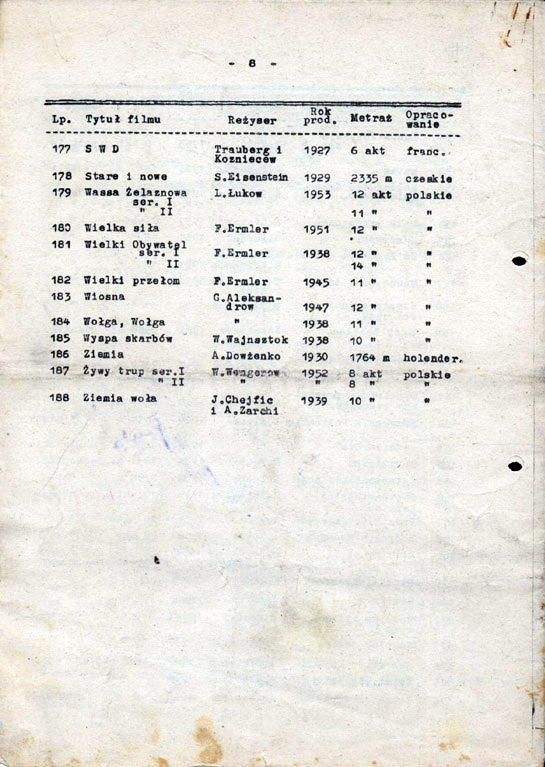 - 8 -
Lp. Tytuł filmu Reżyser Rok prod. Metraż Opraco-wanie
177 S W D Trauberg i 1927 6 akt franc.
Koznieców
178 Stare i nowe S.Eisenstein 1929 2335 m czeskie
179 Wassa Żelaznowa L.Łukow 1953 12 akt polskie
ser. I
" II 11 " "
180 Wielka siła F.Ermler 1951 12 " "
181 Wielki Obywatel
ser. I F.Ermler 1938 12 " "
" II 14 " "
182 Wielki przełom F.Ermler 1945 11 " "
183 Wiosna G.Aleksan-
drow 1947 12 " "
184 Wołga, Wołga " 1938 11 " "
185 Wyspa skarbów W.Wajnsztok 1938 10 " "
186 Ziemia A.Dowżenko 1930 1764 m holender.
187 Żywy trup ser.I W.Wengerow 1952 8 akt polskie
" II " " 8 " "
188 Ziemia woła J.Chejfic 1939 10 " "
i A.Zarchi